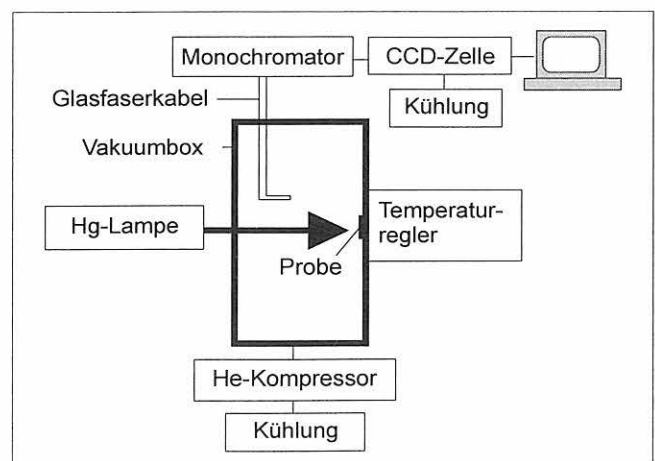 Monochromator
CCD-Zelle
Glasfaserkabel
Kühlung
Vakuumbox
Hg-Lampe
Temperatur-
regler
Probe
He-Kompressor
Kühlung